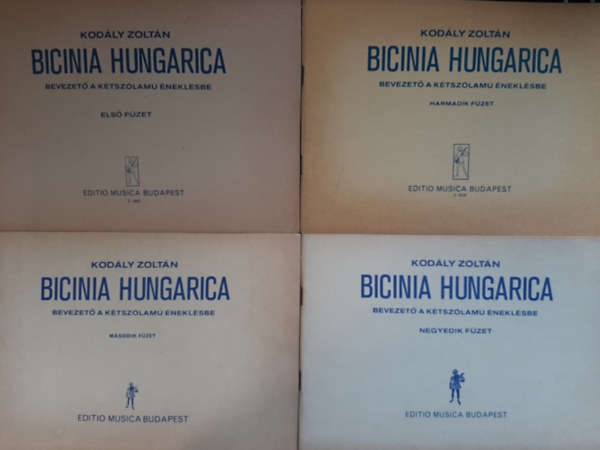 KODÁLY ZOLTÁN
BICINIA HUNGARICA
BEVEZETŐ A KÉTSZÓLAMÚ ÉNEKLÉSBE
ELSŐ FÜZET
EDITIO MUSICA BUDAPEST
KODÁLY ZOLTÁN
BICINIA HUNGARICA
BEVEZETŐ A KÉTSZÓLAMÚ ÉNEKLÉSBE
HARMADIK FÜZET
EDITIO MUSICA BUDAPEST
KODÁLY ZOLTÁN
BICINIA HUNGARICA
BEVEZETŐ A KÉTSZÓLAMÚ ÉNEKLÉSBE
MÁSODIK FÜZET
EDITIO MUSICA BUDAPEST
KODÁLY ZOLTÁN
BICINIA HUNGARICA
BEVEZETŐ A KÉTSZÓLAMÚ ÉNEKLÉSBE
NEGYEDIK FÜZET
EDITIO MUSICA BUDAPEST